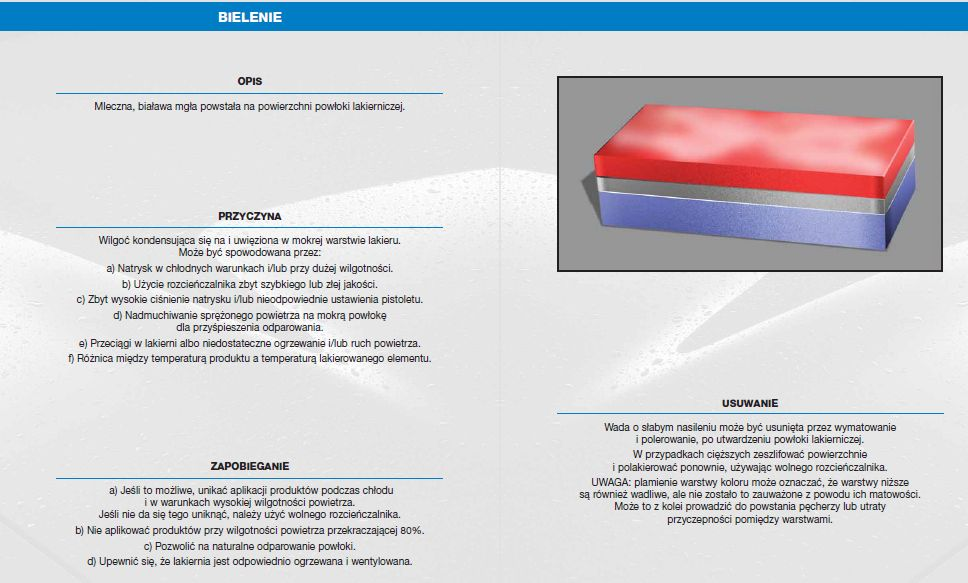 BIELENIE
OPIS
Mleczna, biaława mgła powstała na powierzchni powłoki lakierniczej.
PRZYCZYNA
Wilgoć kondensująca się na i uwięziona w mokrej warstwie lakieru.
Może być spowodowana przez:
a) Natrysk w chłodnych warunkach i/lub przy dużej wilgotności.
b) Użycie rozcieńczalnika zbyt szybkiego lub złej jakości.
c) Zbyt wysokie ciśnienie natrysku i/lub nieodpowiednie ustawienia pistoletu.
d) Nadmuchiwanie sprężonego powietrza na mokrą powłokę
dla przyśpieszenia odparowania.
e) Przeciągi w lakierni albo niedostateczne ogrzewanie i/lub ruch powietrza.
f) Różnica między temperaturą produktu a temperaturą lakierowanego elementu.
ZAPOBIEGANIE
a) Jeśli to możliwe, unikać aplikacji produktów podczas chłodu
i w warunkach wysokiej wilgotności powietrza.
Jeśli nie da się tego uniknąć, należy użyć wolnego rozcieńczalnika.
b) Nie aplikować produktów przy wilgotności powietrza przekraczającej 80%.
c) Pozwolić na naturalne odparowanie powłoki.
d) Upewnić się, że lakiernia jest odpowiednio ogrzewana i wentylowana.
USUWANIE
Wada o słabym nasileniu może być usunięta przez wymatowanie
i polerowanie, po utwardzeniu powłoki lakierniczej.
W przypadkach cięższych zeszlifować powierzchnie
i polakierować ponownie, używając wolnego rozcieńczalnika.
UWAGA: plamienie warstwy koloru może oznaczać, że warstwy niższe
są również wadliwe, ale nie zostało to zauważone z powodu ich matowości.
Może to z kolei prowadzić do powstania pęcherzy lub utraty
przyczepności pomiędzy warstwami.